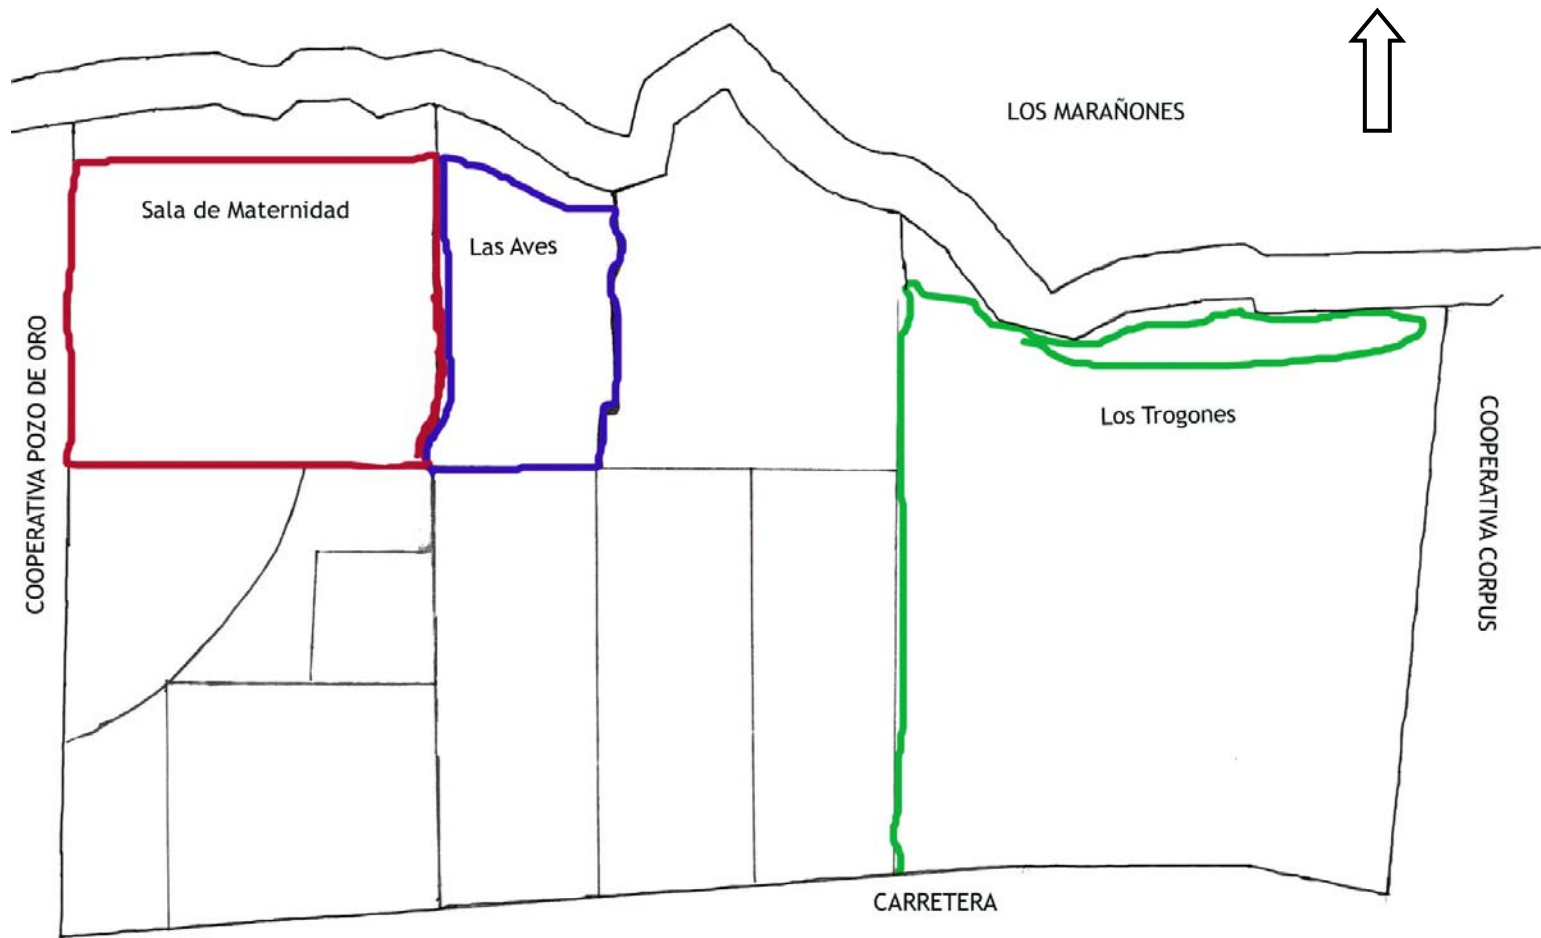 LOS MARAÑONES
Sala de Maternidad
Las Aves
COOPERATIVA POZO DE ORO
Los Trogones
COOPERATIVA CORPUS
CARRETERA